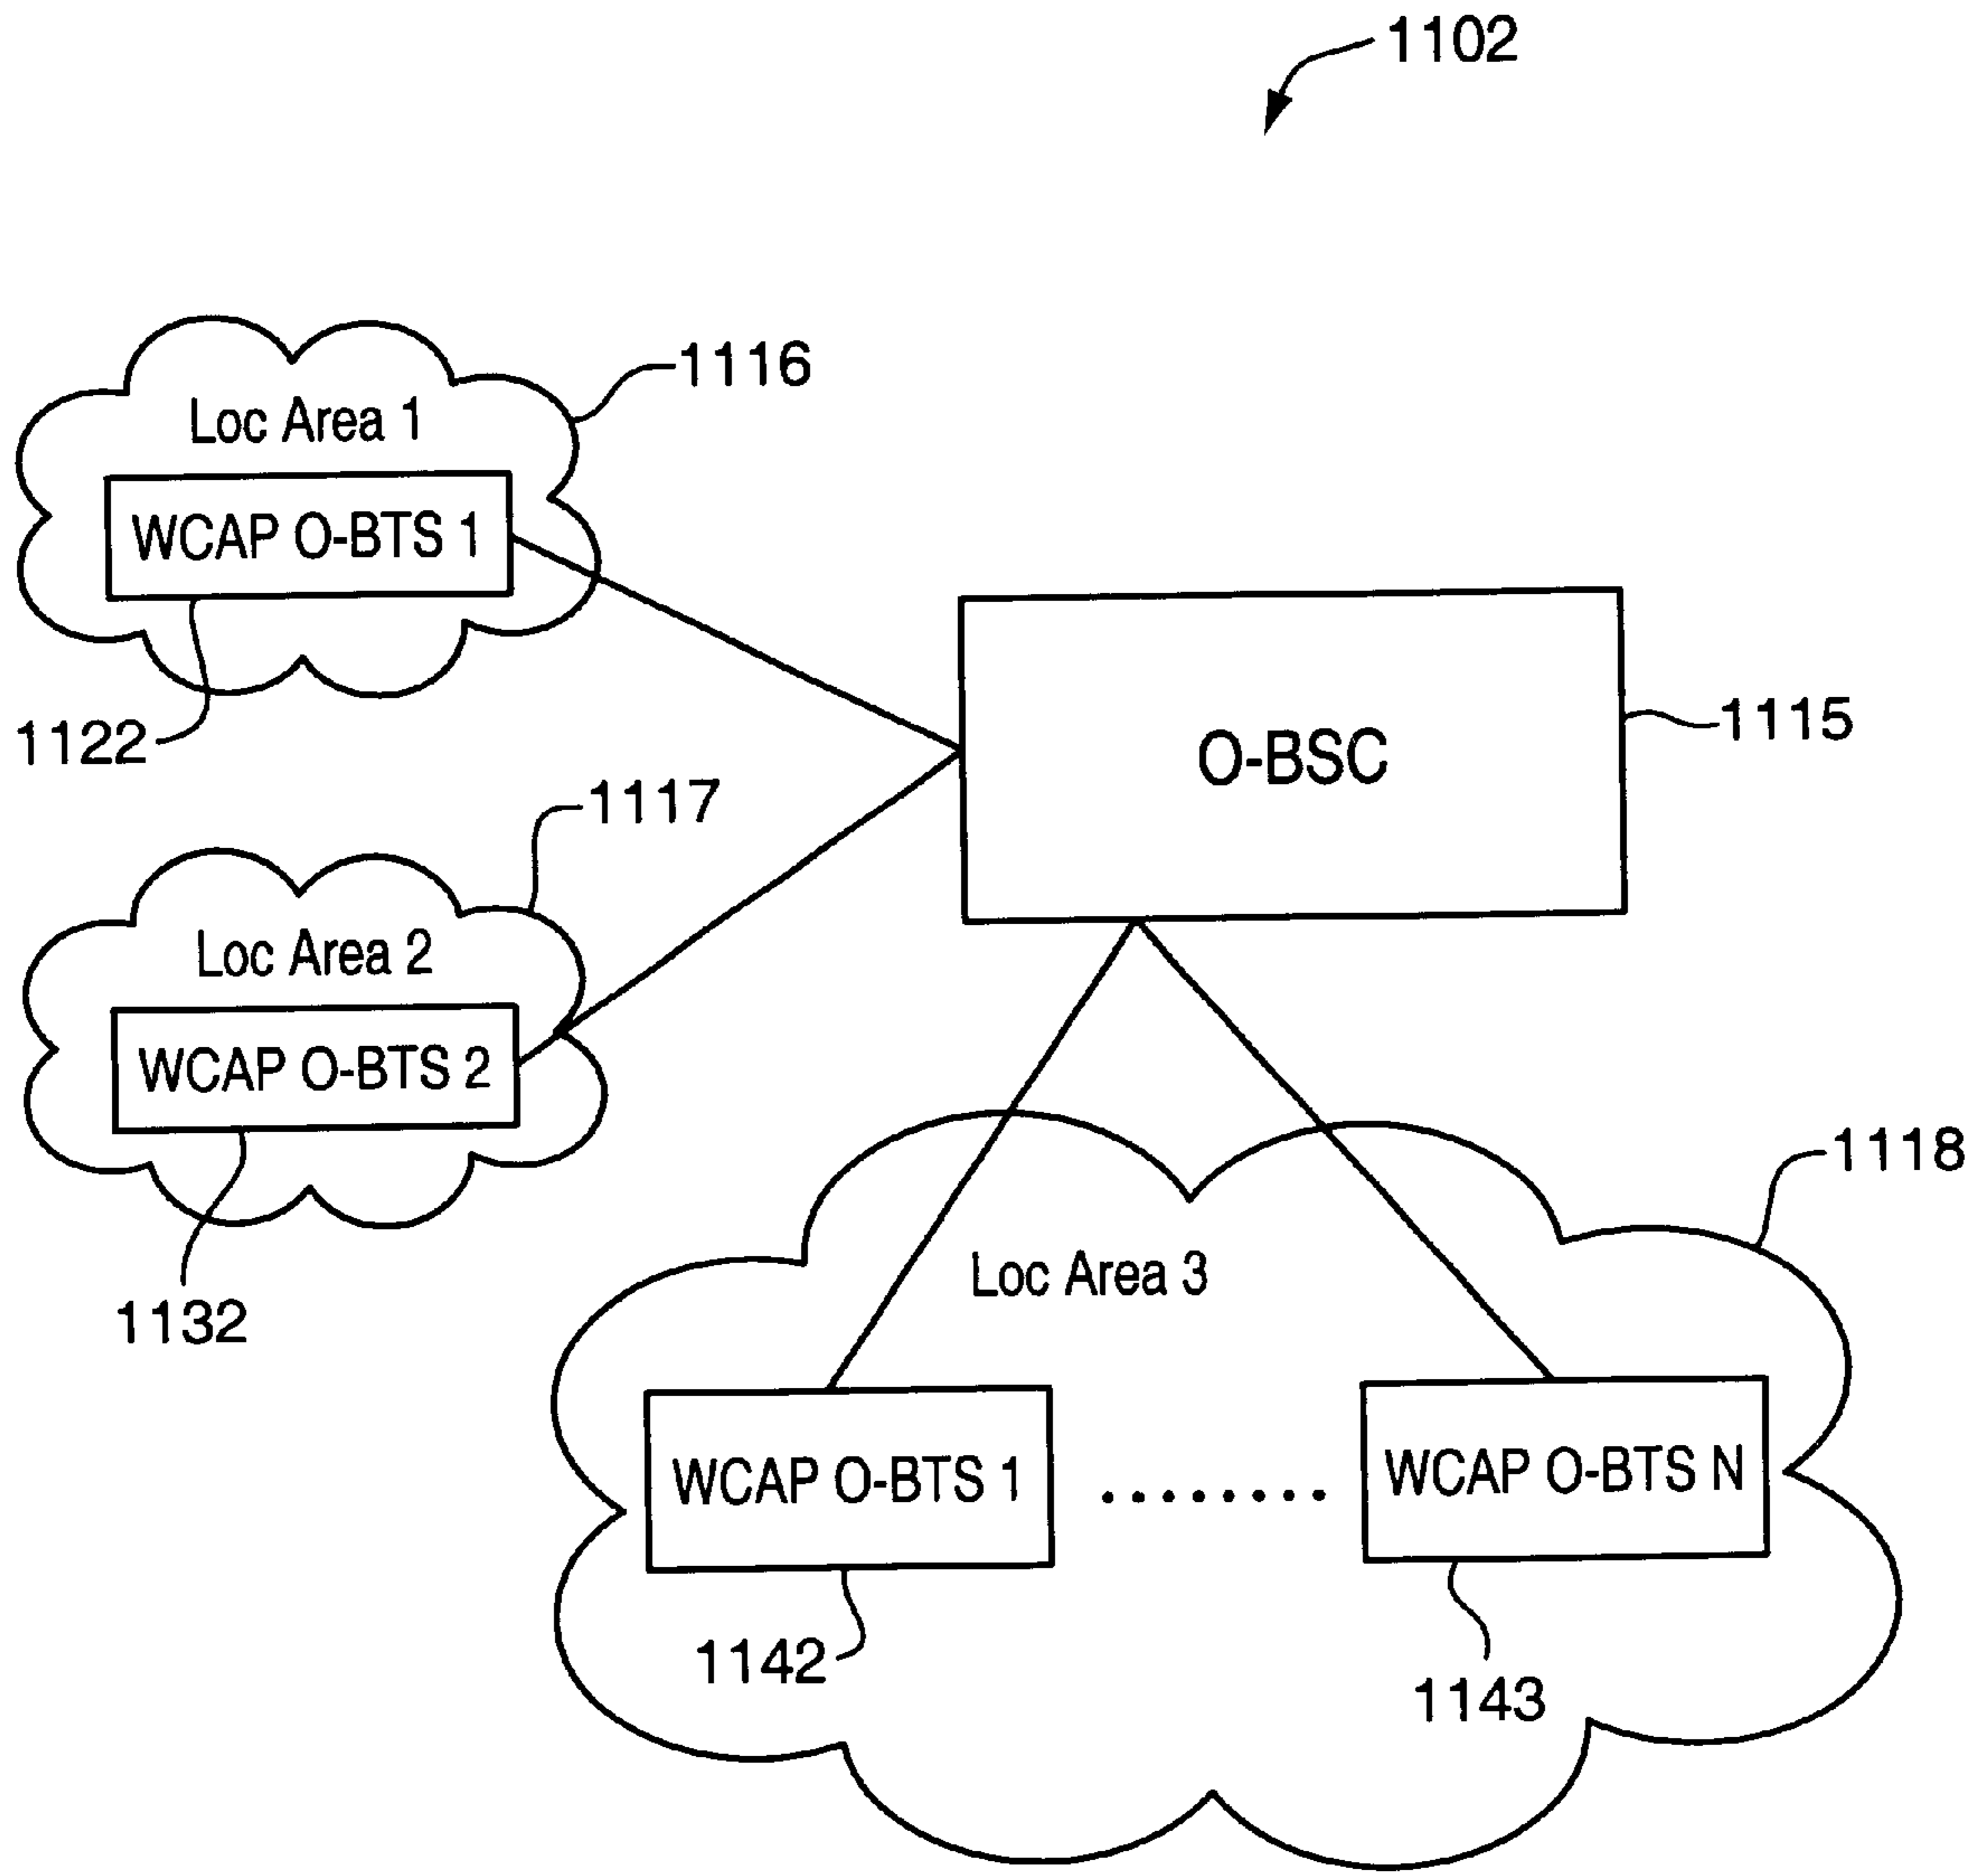 1102
1116
Loc Area 1
WCAP O-BTS 1
1122
1115
O-BSC
1117
Loc Area 2
WCAP O-BTS 2
1132
1118
Loc Area 3
WCAP O-BTS 1
........
WCAP O-BTS N
1142
1143